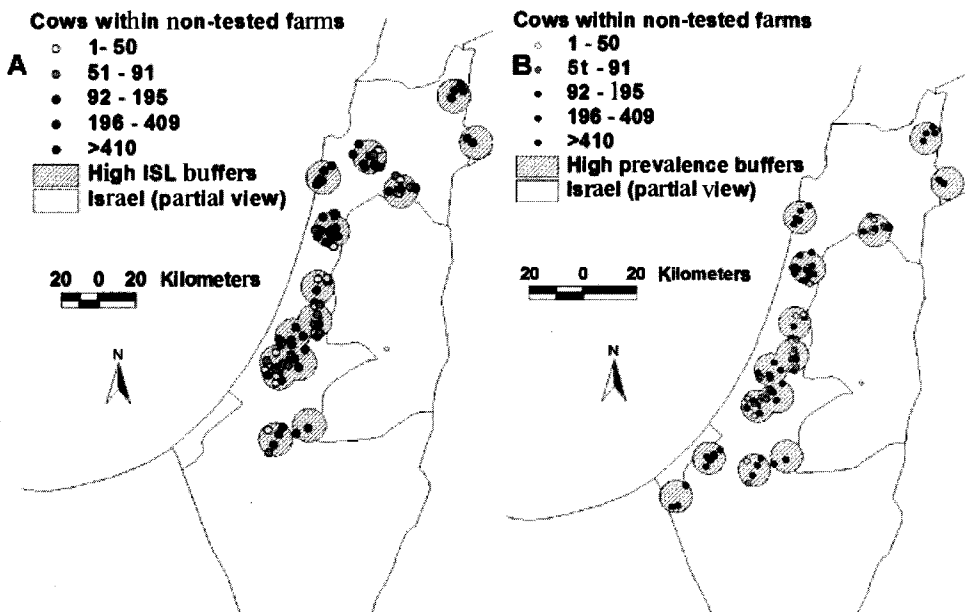 Cows within non-tested farms
A
1- 50
51 - 91
92 - 195
196 - 409
>410
High ISL buffers
Israel (partial view)
20 0 20 Kilometers
N
Cows within non-tested farms
B
1 - 50
5t - 91
92 - 195
196 - 409
>410
High prevalence buffers
Israel (partial view)
20 0 20 Kilometers
N